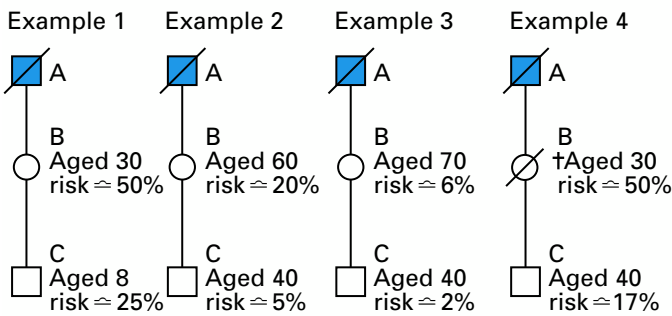 Example 1
A
B
Aged 30
risk ≏ 50%
C
Aged 8
risk ≏ 25%
Example 2
A
B
Aged 60
risk ≏ 20%
C
Aged 40
risk ≏ 5%
Example 3
A
B
Aged 70
risk ≏ 6%
C
Aged 40
risk ≏ 2%
Example 4
A
B
†Aged 30
risk ≏ 50%
C
Aged 40
risk ≏ 17%